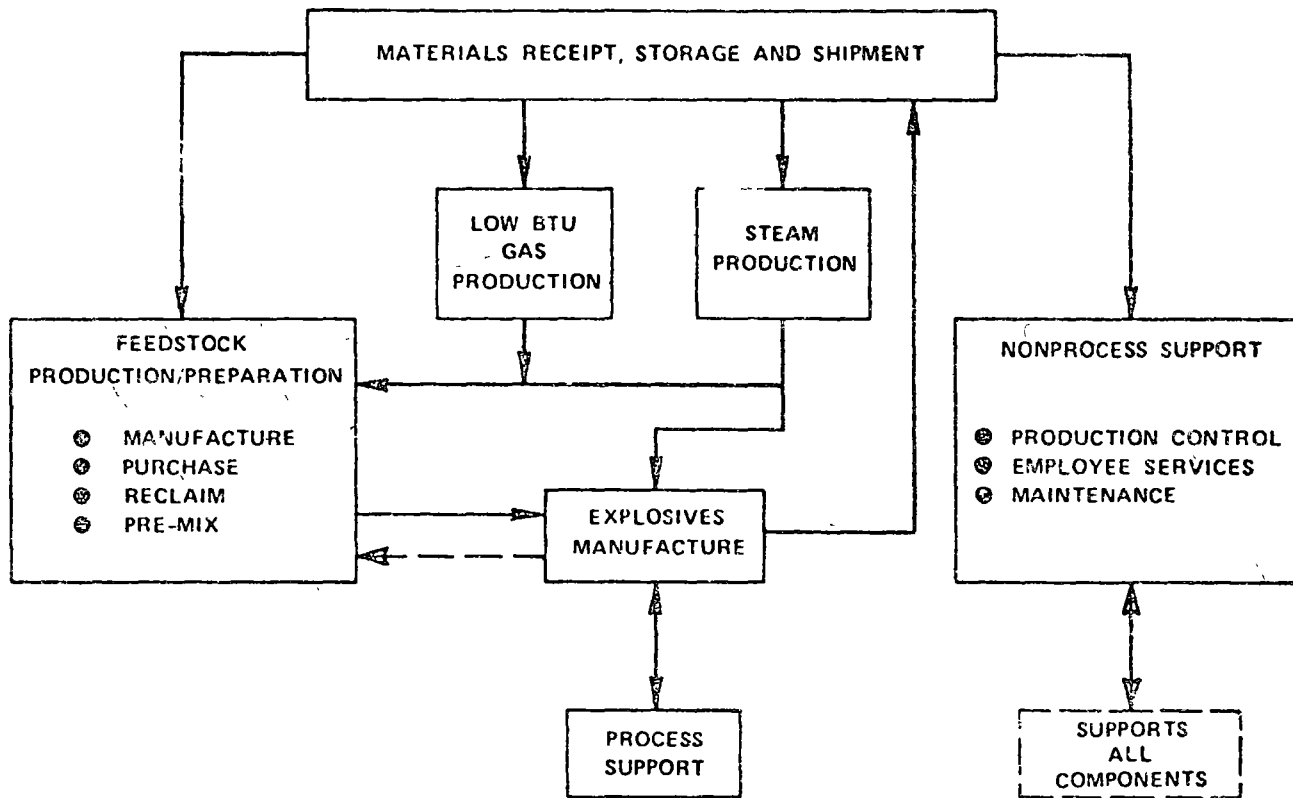 MATERIALS RECEIPT, STORAGE AND SHIPMENT
LOW BTU
GAS
PRODUCTION
STEAM
PRODUCTION
FEEDSTOCK
PRODUCTION/PREPARATION
MANUFACTURE
PURCHASE
RECLAIM
PRE-MIX
NONPROCESS SUPPORT
PRODUCTION CONTROL
EMPLOYEE SERVICES
MAINTENANCE
EXPLOSIVES
MANUFACTURE
PROCESS
SUPPORT
SUPPORTS
ALL
COMPONENTS